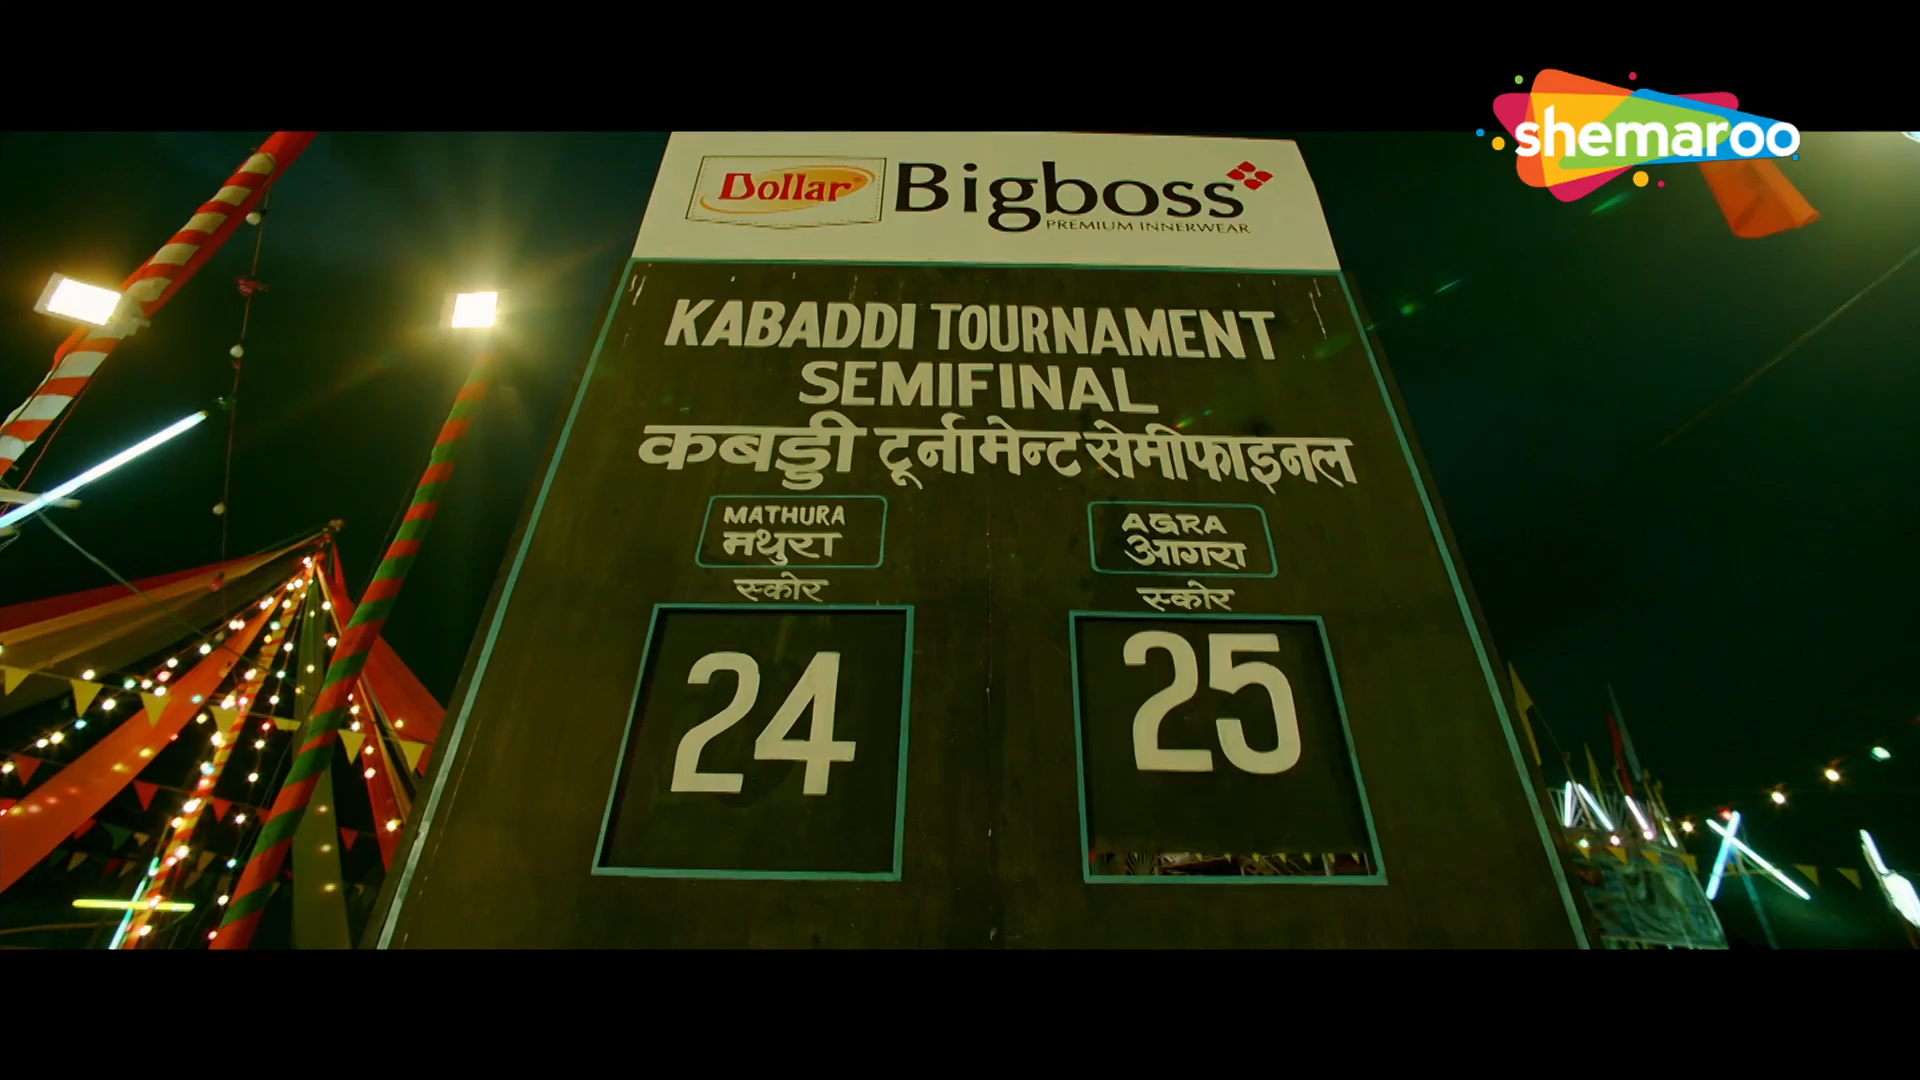 shemaroo
Dollar Bigboss
PREMIUM INNERWEAR
KABADDI TOURNAMENT
SEMIFINAL
कबड्डी टूर्नामेन्ट सेमीफाइनल
MATHURA AGRA
मथुरा आगरा
स्कोर स्कोर
24 25